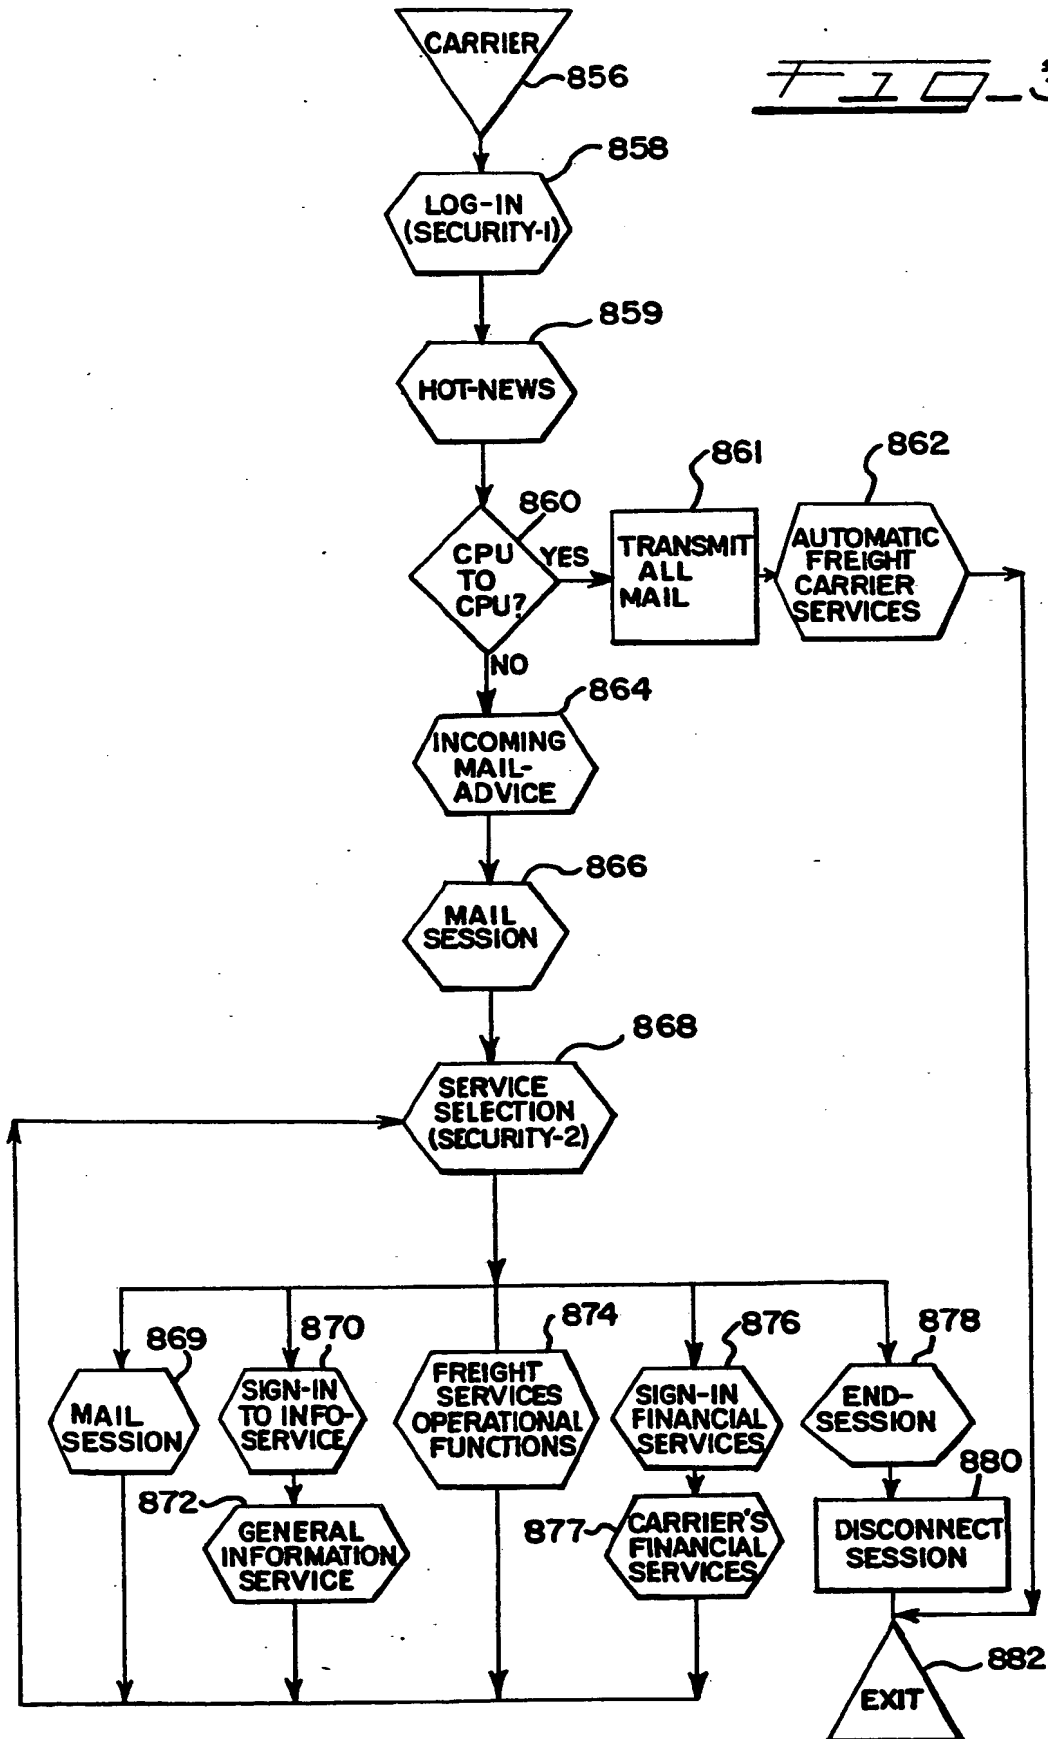 CARRIER
856
FIG_3
858
LOG-IN
(SECURITY-1)
859
HOT-NEWS
860
CPU
TO
CPU?
YES
NO
861
TRANSMIT
ALL
MAIL
862
AUTOMATIC
FREIGHT
CARRIER
SERVICES
864
INCOMING
MAIL-
ADVICE
866
MAIL
SESSION
868
SERVICE
SELECTION
(SECURITY-2)
869
MAIL
SESSION
870
SIGN-IN
TO INFO-
SERVICE
872
GENERAL
INFORMATION
SERVICE
874
FREIGHT
SERVICES
OPERATIONAL
FUNCTIONS
876
SIGN-IN
FINANCIAL
SERVICES
877
CARRIER'S
FINANCIAL
SERVICES
878
END-
SESSION
880
DISCONNECT
SESSION
882
EXIT